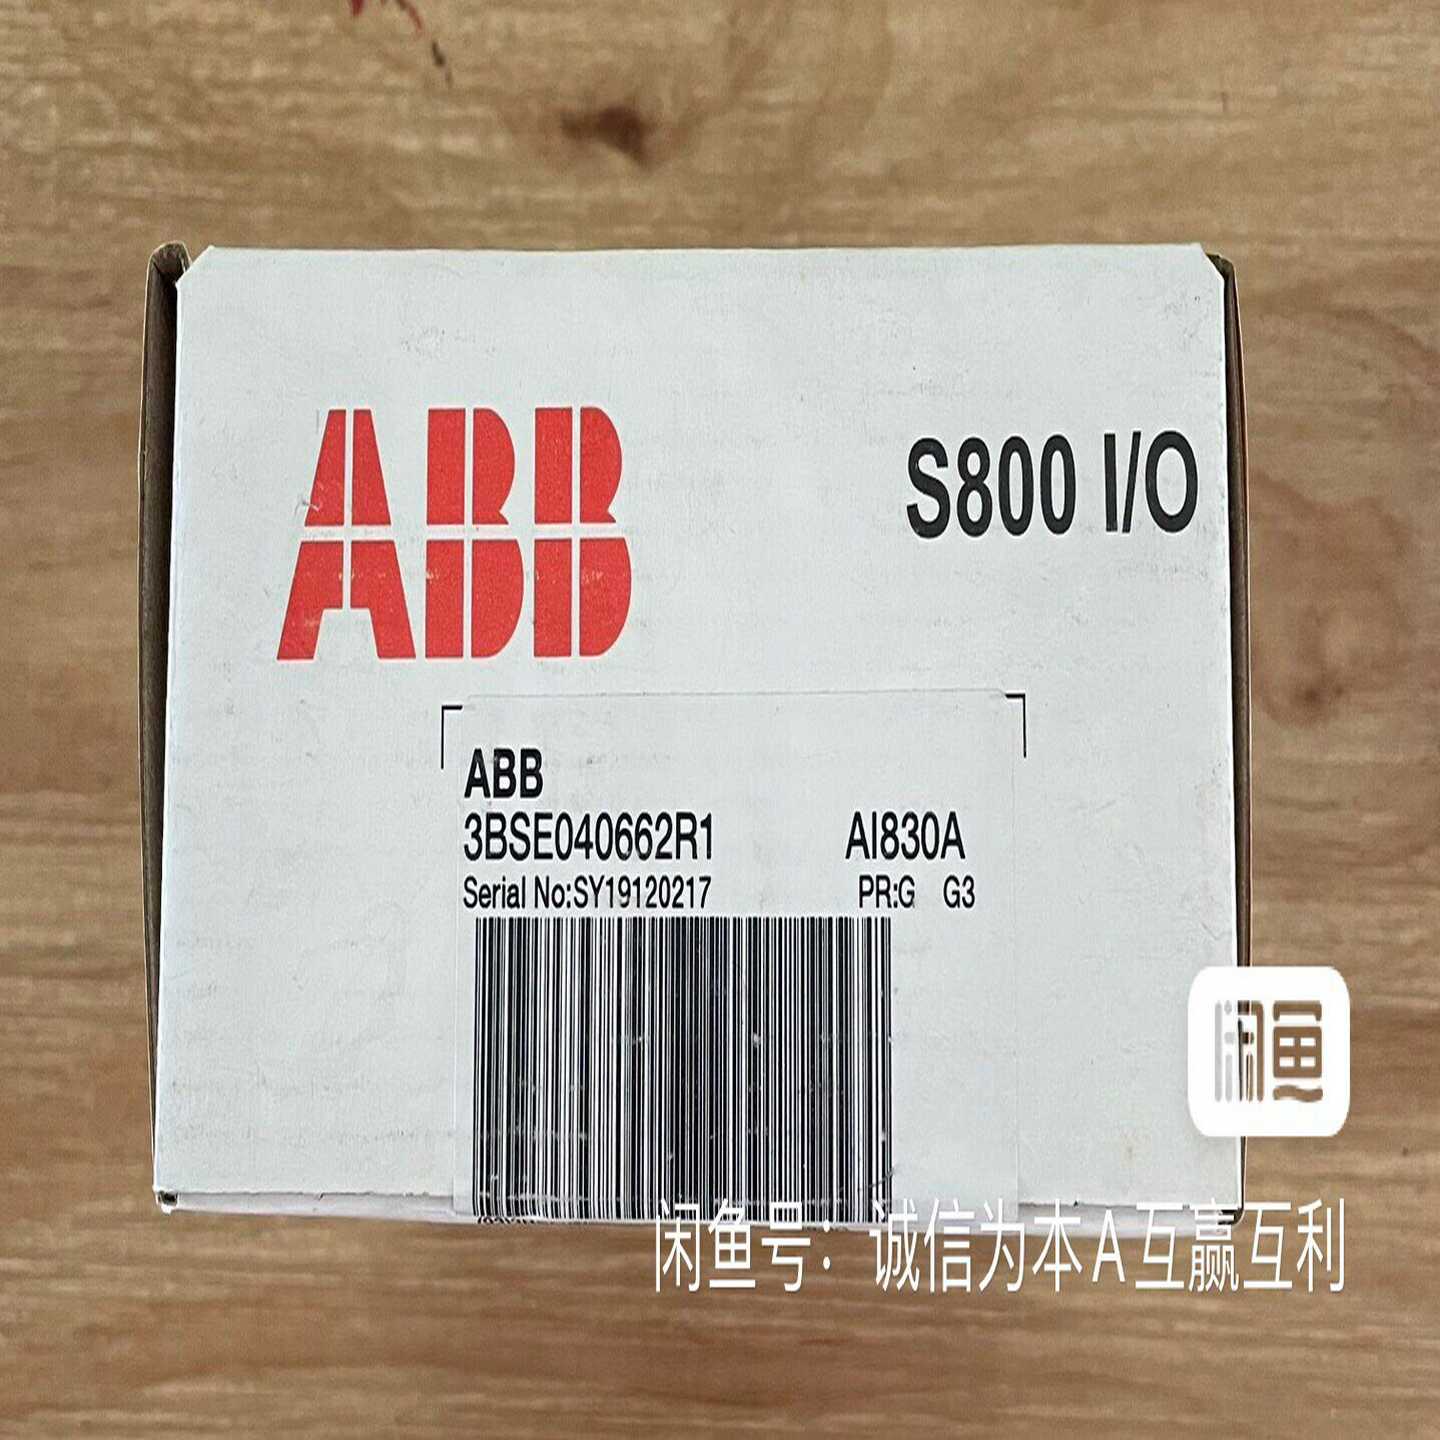 ABB
S800 I/O
ABB
3BSE040662R1 AI830A
Serial No:SY19120217 PR:G G3
闲鱼
闲鱼号：诚信为本A互赢互利